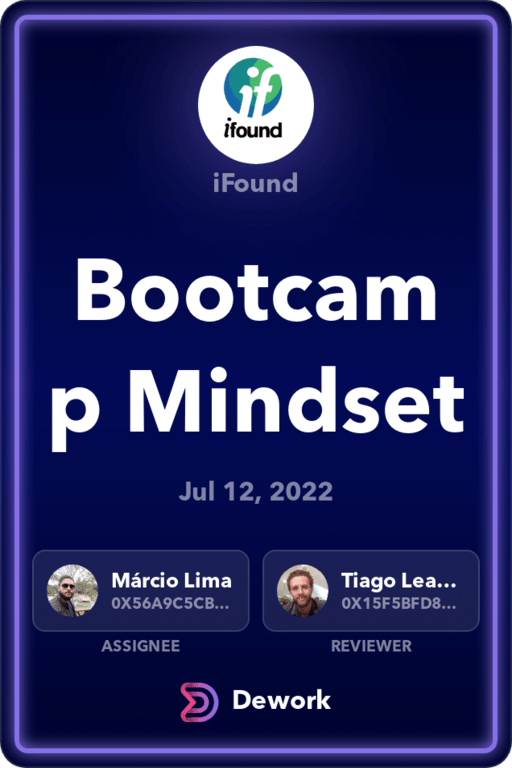 if
ifound
iFound
Bootcam
p Mindset
Jul 12, 2022
Márcio Lima
0X56A9C5CB...
Tiago Lea...
0X15F5BFD8...
ASSIGNEE
REVIEWER
Dework